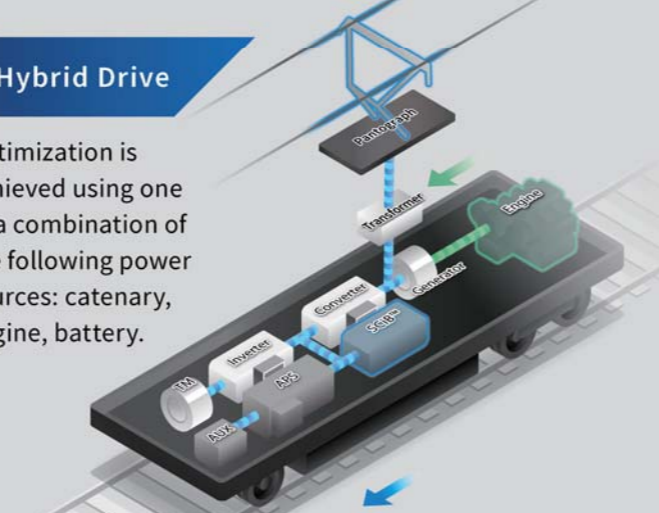 Hybrid Drive
timization is
hieved using one
a combination of
e following power
urces: catenary,
gine, battery.
Pantograph
Transformer
Engine
Generator
Converter
SCiB™
Inverter
APS
TM
AUX